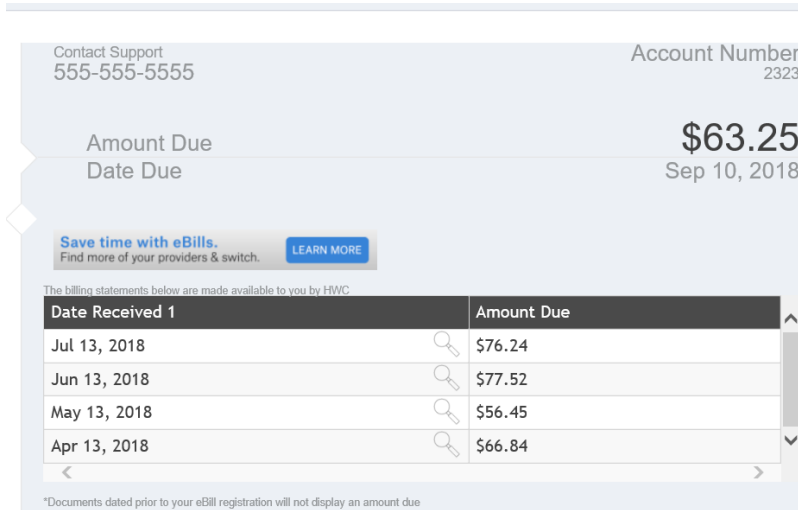 Contact Support
Account Number
555-555-5555
2323
Amount Due
$63.25
Date Due
Sep 10, 2018
Save time with eBills.
Find more of your providers & switch.
LEARN MORE
The billing statements below are made available to you by HWC
Date Received 1 Amount Due
Jul 13, 2018 $76.24
Jun 13, 2018 $77.52
May 13, 2018 $56.45
Apr 13, 2018 $66.84
*Documents dated prior to your eBill registration will not display an amount due